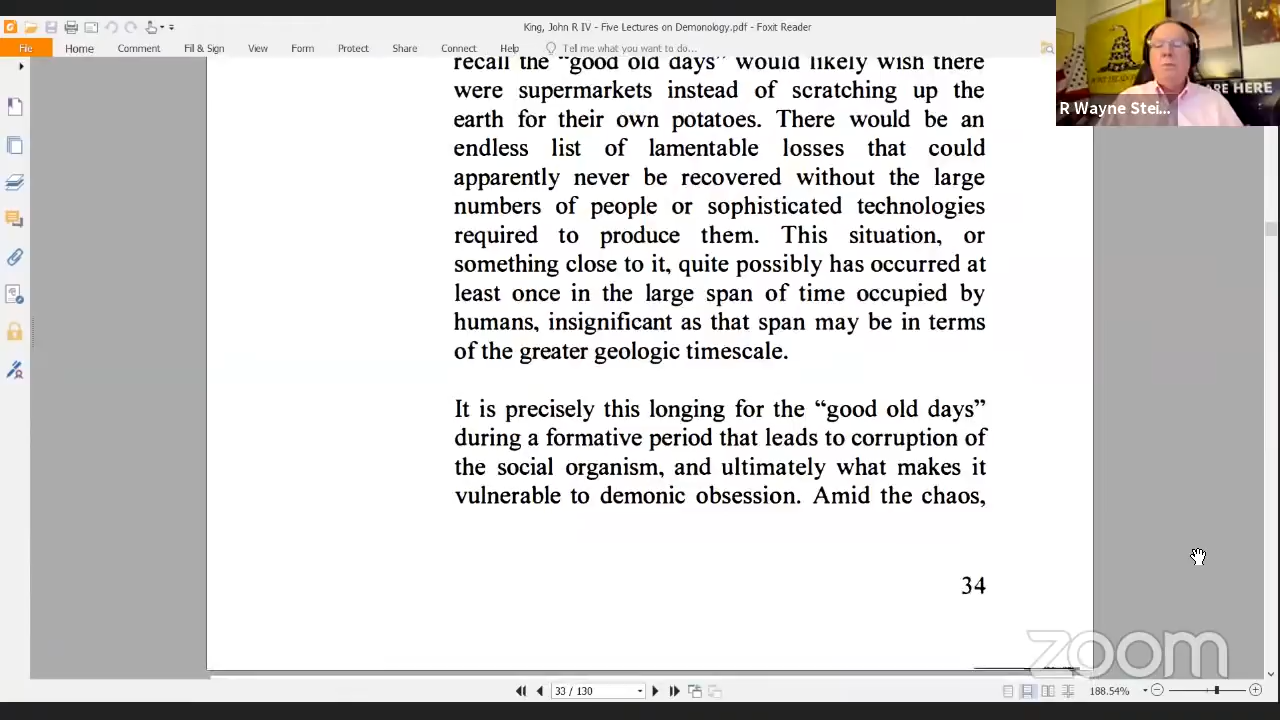 King, John R IV - Five Lectures on Demonology.pdf - Foxit Reader
File Home Comment Fill & Sign View Form Protect Share Connect Help Tell me what you want to do...
recall the “good old days” would likely wish there
were supermarkets instead of scratching up the
earth for their own potatoes. There would be an
endless list of lamentable losses that could
apparently never be recovered without the large
numbers of people or sophisticated technologies
required to produce them. This situation, or
something close to it, quite possibly has occurred at
least once in the large span of time occupied by
humans, insignificant as that span may be in terms
of the greater geologic timescale.
It is precisely this longing for the “good old days”
during a formative period that leads to corruption of
the social organism, and ultimately what makes it
vulnerable to demonic obsession. Amid the chaos,
34
ARE HERE
R Wayne Stei...
zoom
33 / 130
188.54%